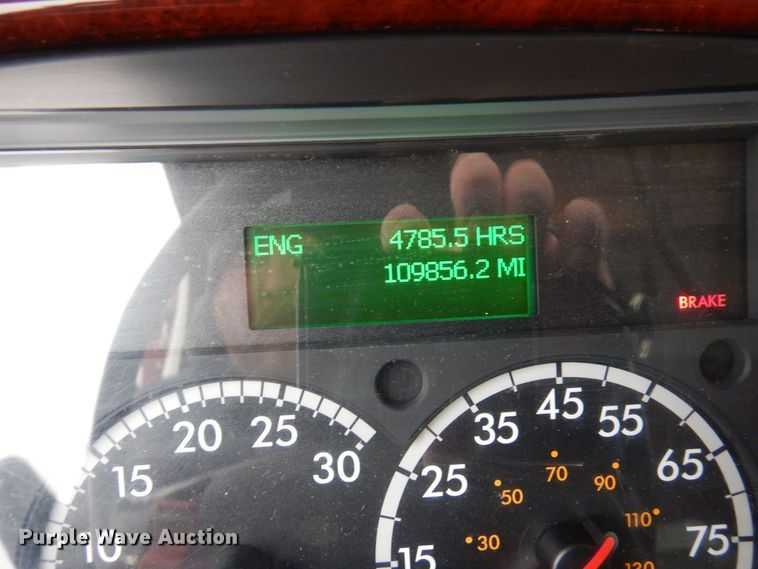 ENG 4785.5 HRS
109856.2 MI
BRAKE
10 15 20 25 30
15 25 35 45 55 65 75
30 50 70 90 110
Purple Wave Auction